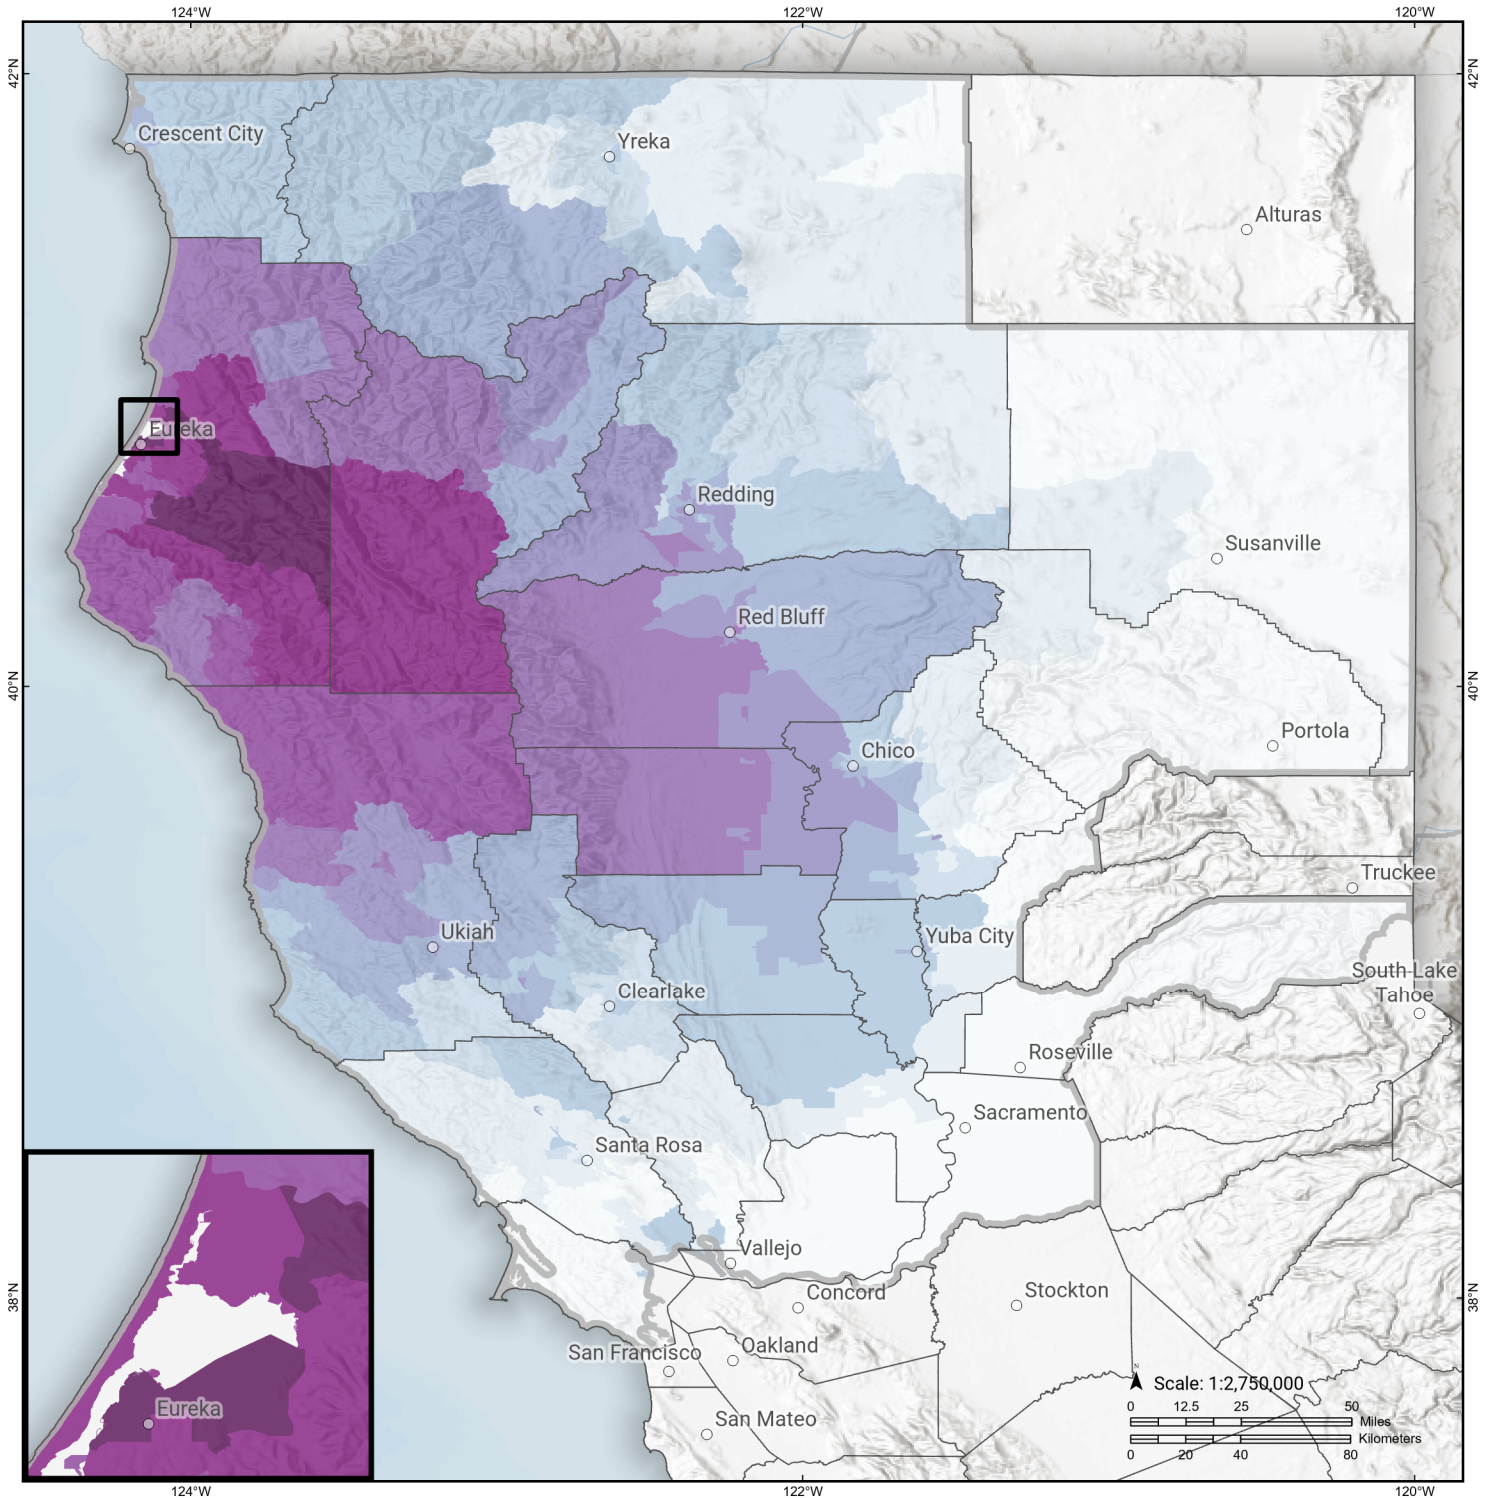 124°W
122°W
120°W
42°N
42°N
Crescent City
Yreka
Alturas
Eureka
Redding
Susanville
Red Bluff
40°N
40°N
Portola
Chico
Truckee
Ukiah
Yuba City
South Lake
Tahoe
Clearlake
Roseville
Sacramento
Santa Rosa
Vallejo
38°N
38°N
Concord
Stockton
San Francisco
Oakland
Eureka
San Mateo
N
Scale: 1:2,750,000
0 12.5 25 50
Miles
Kilometers
0 20 40 80
124°W
122°W
120°W